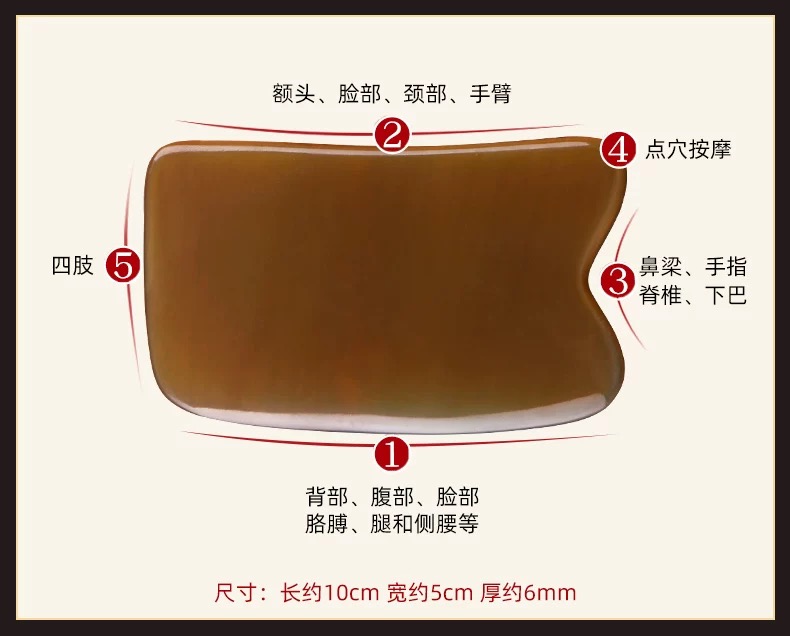 额头、脸部、颈部、手臂
2
4 点穴按摩
四肢 5
3 鼻梁、手指
脊椎、下巴
1
背部、腹部、脸部
胳膊、腿和侧腰等
尺寸：长约10cm 宽约5cm 厚约6mm